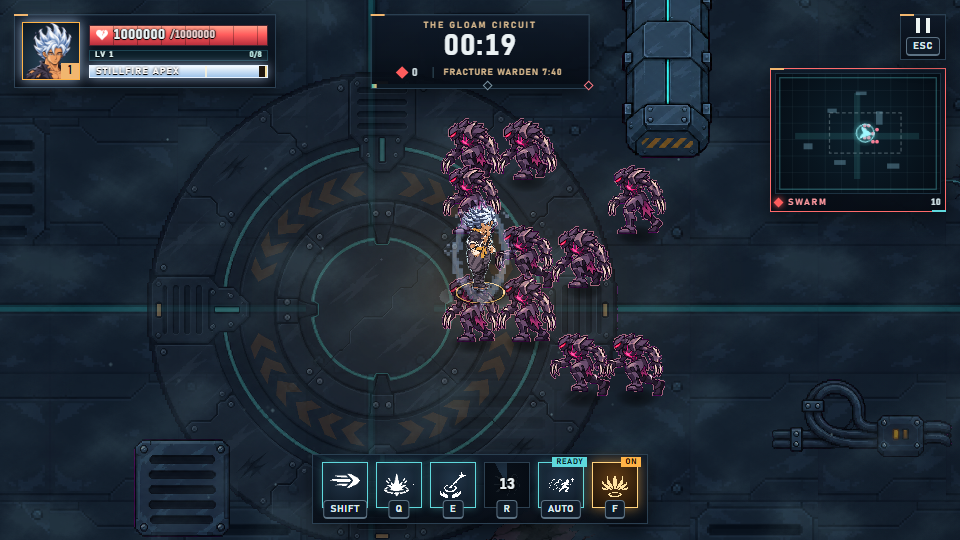 1
1000000 /1000000
LV 1
0/8
STILLFIRE APEX
THE GLOAM CIRCUIT
00:19
0
FRACTURE WARDEN 7:40
ESC
SWARM
10
SHIFT
Q
E
13
R
READY
AUTO
ON
F